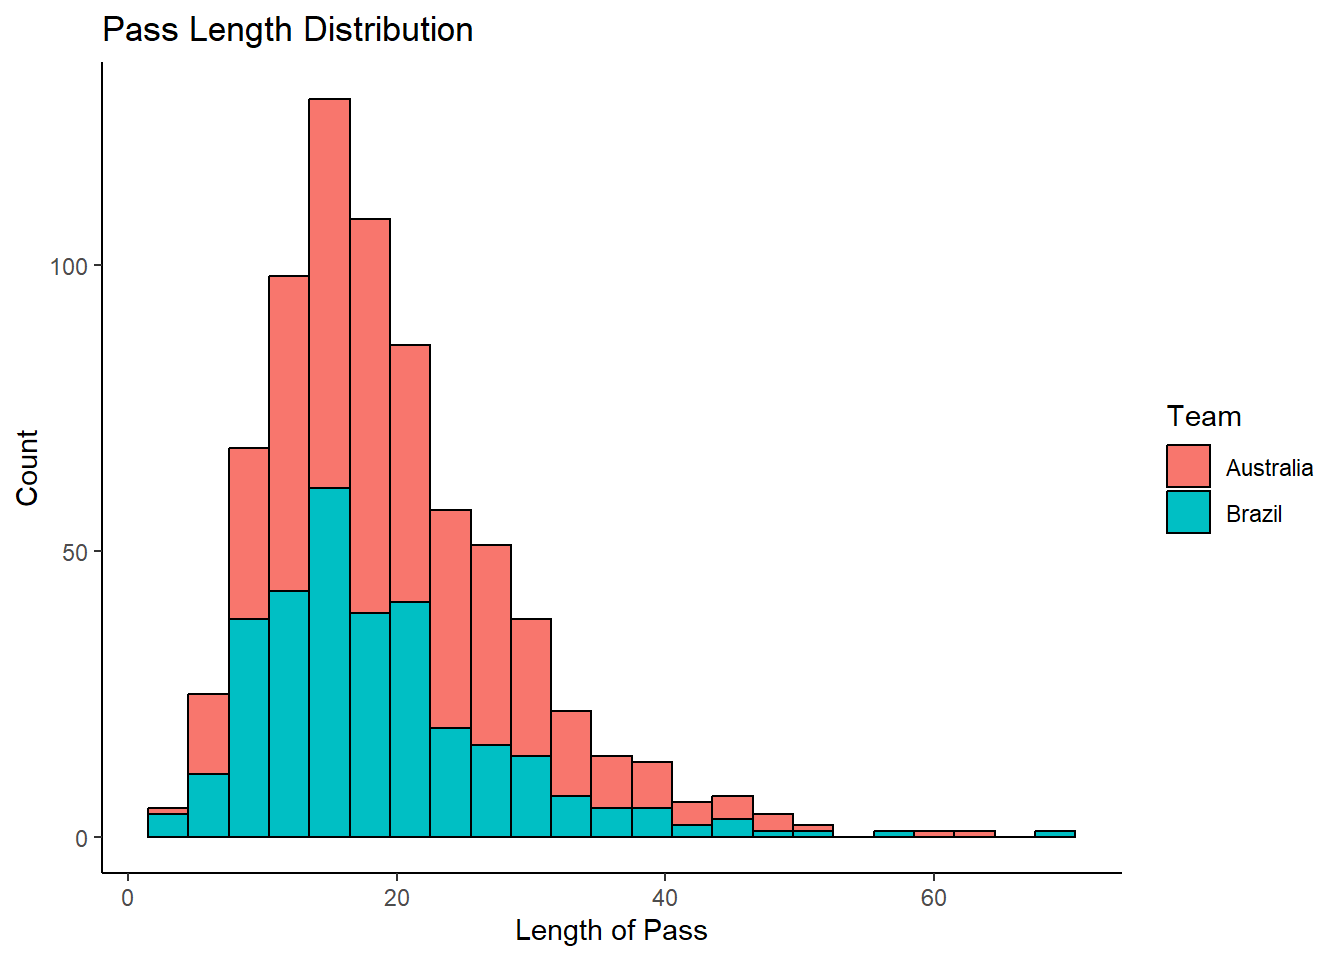 Pass Length Distribution
100
50
0
Count
0 20 40 60
Length of Pass
Team
Australia
Brazil